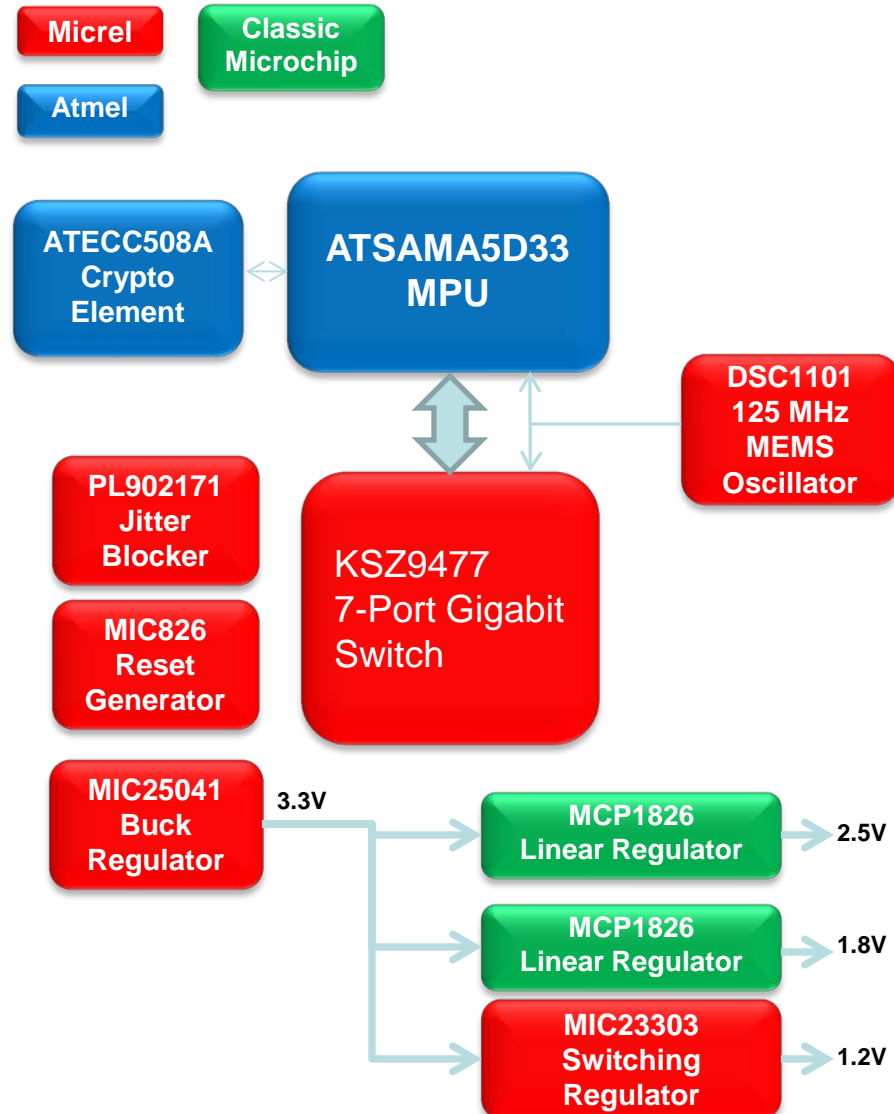 Micrel
Classic
Microchip
Atmel
ATECC508A
Crypto
Element
ATSAMA5D33
MPU
DSC1101
125 MHz
MEMS
Oscillator
PL902171
Jitter
Blocker
KSZ9477
7-Port Gigabit
Switch
MIC826
Reset
Generator
MIC25041
Buck
Regulator
3.3V
MCP1826
Linear Regulator
2.5V
MCP1826
Linear Regulator
1.8V
MIC23303
Switching
Regulator
1.2V